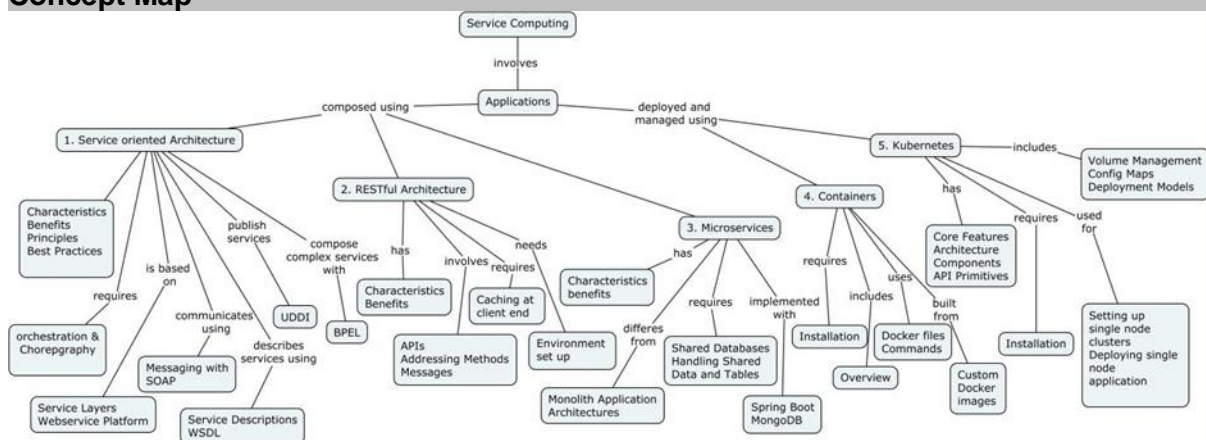 Concept Map
Service Computing
involves
Applications
composed using
deployed and
managed using
1. Service oriented Architecture
Characteristics
Benefits
Principles
Best Practices
requires
orchestration &
Chorepgraphy
is based
on
Service Layers
Webservice Platform
communicates
using
Messaging with
SOAP
describes
services using
Service Descriptions
WSDL
publish
services
UDDI
compose
complex services
with
BPEL
2. RESTful Architecture
has
Characteristics
Benefits
involves
APIs
Addressing Methods
Messages
requires
Caching at
client end
needs
Environment
set up
3. Microservices
has
Characteristics
benefits
differes
from
Monolith Application
Architectures
requires
Shared Databases
Handling Shared
Data and Tables
implemented
with
Spring Boot
MongoDB
4. Containers
requires
Installation
includes
Overview
uses
Docker files
Commands
built
from
Custom
Docker
images
5. Kubernetes
includes
Volume Management
Config Maps
Deployment Models
has
Core Features
Architecture
Components
API Primitives
requires
Installation
used
for
Setting up
single node
clusters
Deploying single
node
application